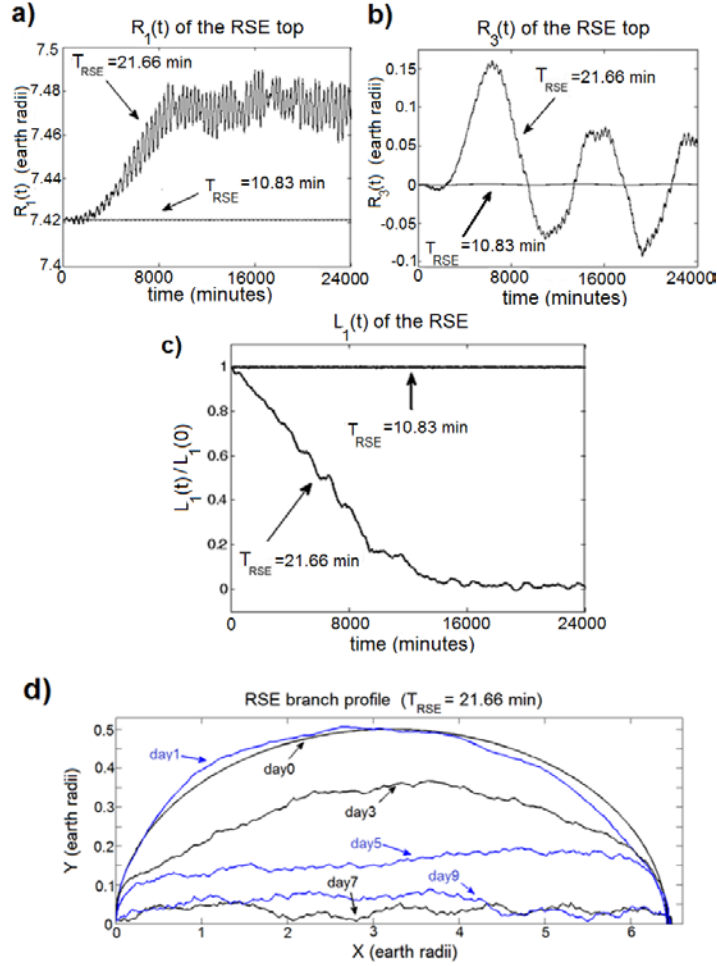 a)
R1(t) of the RSE top
7.5
7.48
7.46
7.44
7.42
7.4
R1(t) (earth radii)
TRSE=21.66 min
TRSE=10.83 min
0 8000 16000 24000
time (minutes)
b)
R3(t) of the RSE top
0.15
0.1
0.05
0
-0.05
-0.1
R3(t) (earth radii)
TRSE=21.66 min
TRSE=10.83 min
0 8000 16000 24000
time (minutes)
L1(t) of the RSE
c)
1
0.8
0.6
0.4
0.2
0
L1(t) / L1(0)
TRSE=10.83 min
TRSE=21.66 min
0 8000 16000 24000
time (minutes)
d)
RSE branch profile (TRSE = 21.66 min)
0.5
0.4
0.3
0.2
0.1
0
Y (earth radii)
day1
day0
day3
day5
day7
day9
0 1 2 3 4 5 6
X (earth radii)